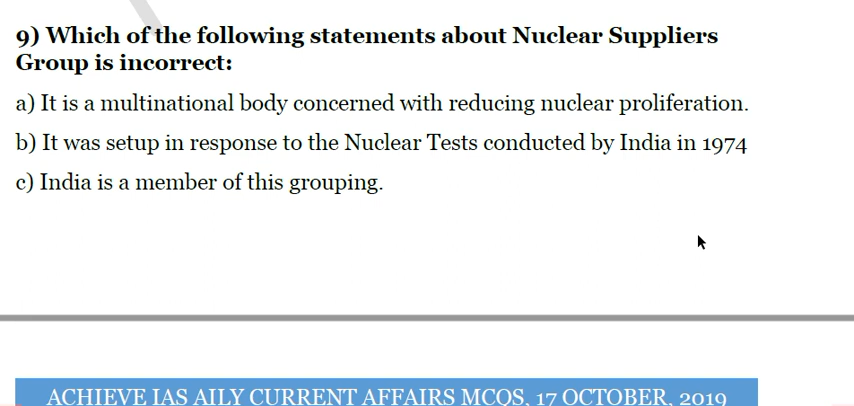 9) Which of the following statements about Nuclear Suppliers
Group is incorrect:
a) It is a multinational body concerned with reducing nuclear proliferation.
b) It was setup in response to the Nuclear Tests conducted by India in 1974
c) India is a member of this grouping.
ACHIEVE IAS AILY CURRENT AFFAIRS MCQS, 17 OCTOBER, 2019